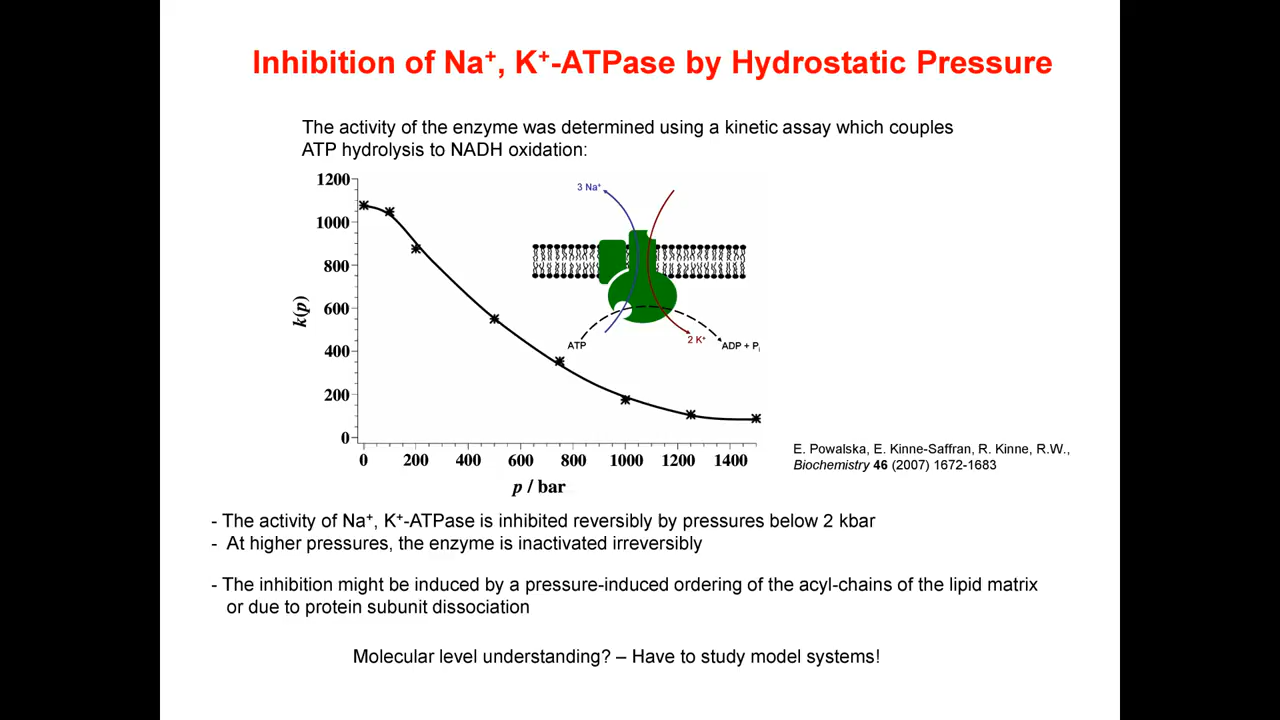 Inhibition of Na⁺, K⁺-ATPase by Hydrostatic Pressure
The activity of the enzyme was determined using a kinetic assay which couples
ATP hydrolysis to NADH oxidation:
1200
1000
800
600
400
200
0
k(p)
0 200 400 600 800 1000 1200 1400
p / bar
3 Na⁺
ATP
2 K⁺
ADP + Pᵢ
E. Powalska, E. Kinne-Saffran, R. Kinne, R.W.,
Biochemistry 46 (2007) 1672-1683
- The activity of Na⁺, K⁺-ATPase is inhibited reversibly by pressures below 2 kbar
- At higher pressures, the enzyme is inactivated irreversibly
- The inhibition might be induced by a pressure-induced ordering of the acyl-chains of the lipid matrix
or due to protein subunit dissociation
Molecular level understanding? – Have to study model systems!